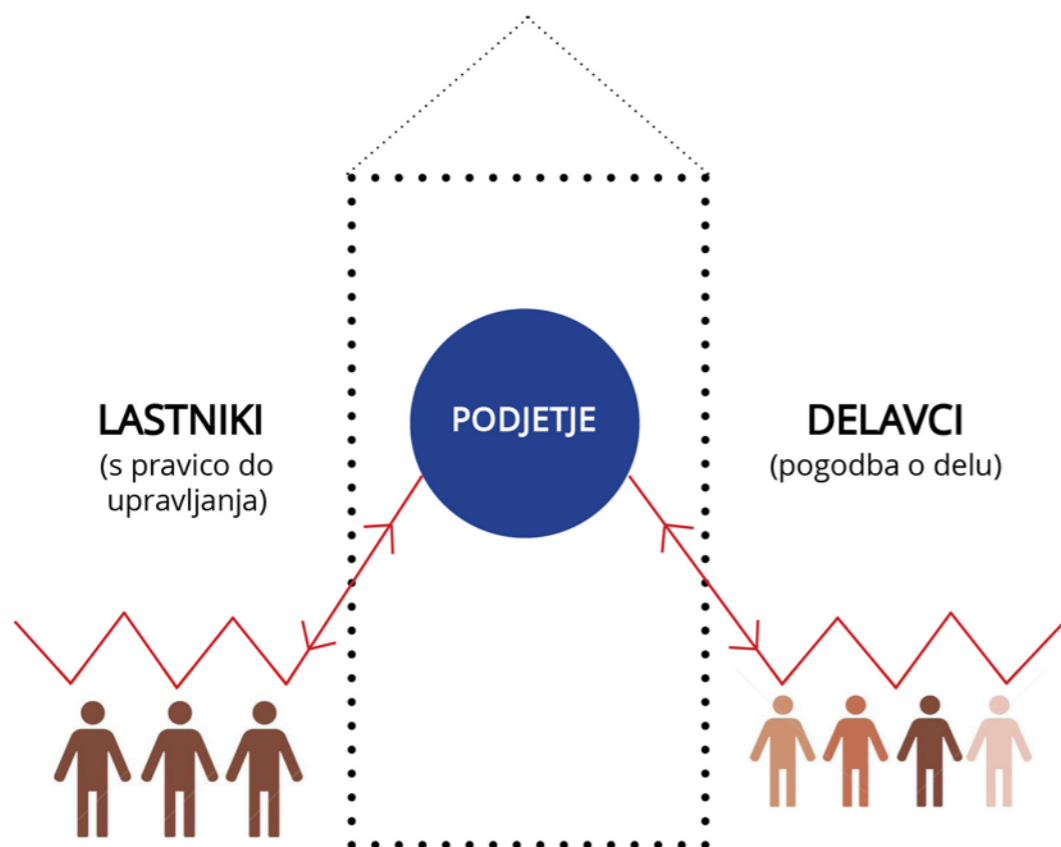 LASTNIKI
(s pravico do
upravljanja)
PODJETJE
DELAVCI
(pogodba o delu)